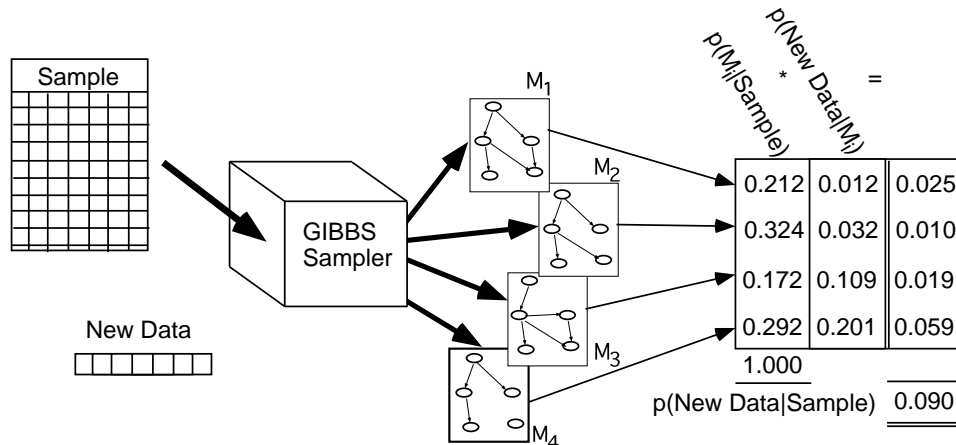 p(Mi|Sample)
*
p(New Data|Mi)
=
Sample
M1
M2
GIBBS
Sampler
M3
M4
New Data
0.212 0.012 0.025
0.324 0.032 0.010
0.172 0.109 0.019
0.292 0.201 0.059
1.000
p(New Data|Sample) 0.090